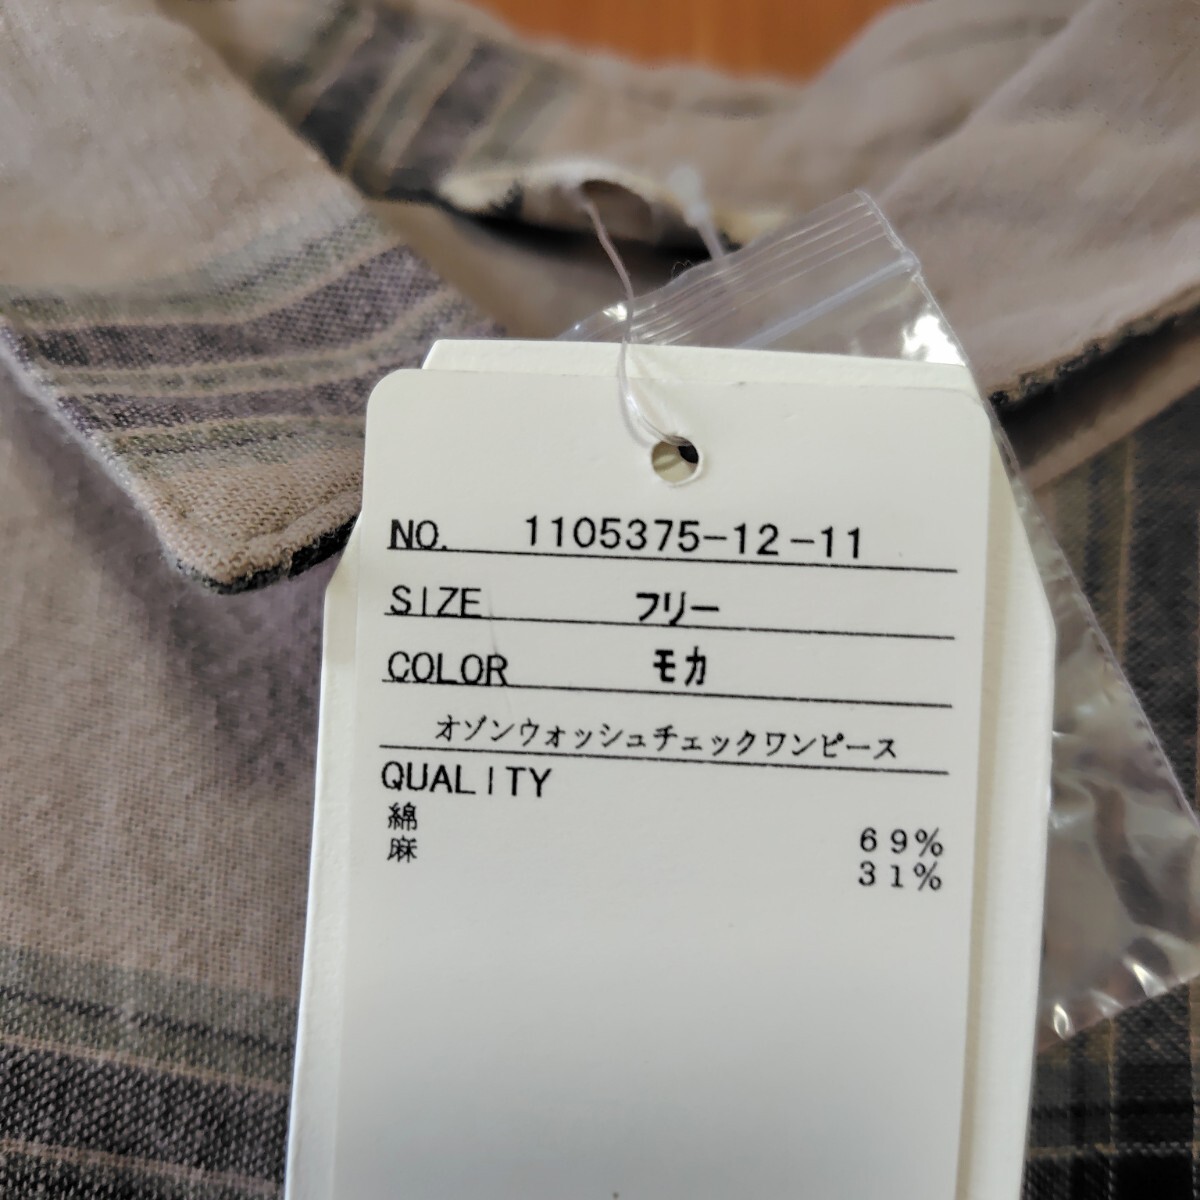 NO. 1105375-12-11
SIZE フリー
COLOR モカ
オゾンウォッシュチェックワンピース
QUALITY
綿 69%
麻 31%